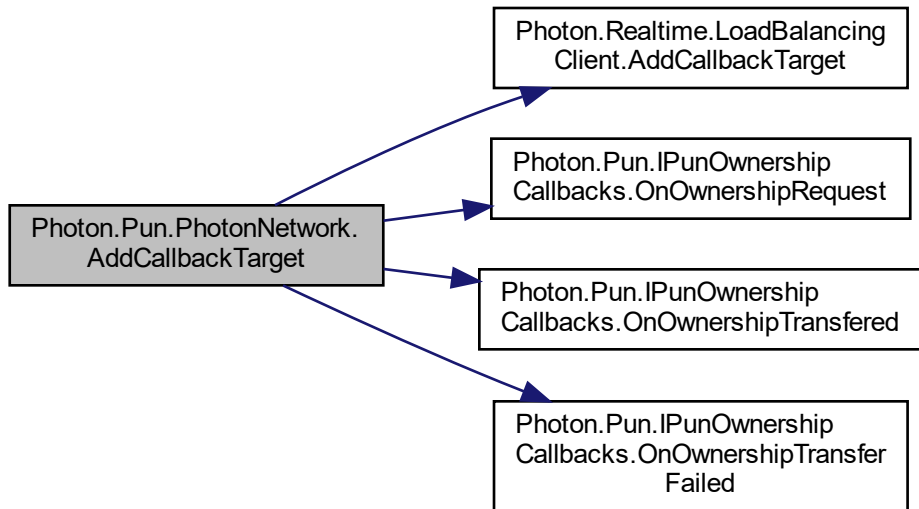 Photon.Realtime.LoadBalancing
Client.AddCallbackTarget
Photon.Pun.IPunOwnership
Callbacks.OnOwnershipRequest
Photon.Pun.PhotonNetwork.
AddCallbackTarget
Photon.Pun.IPunOwnership
Callbacks.OnOwnershipTransfered
Photon.Pun.IPunOwnership
Callbacks.OnOwnershipTransfer
Failed